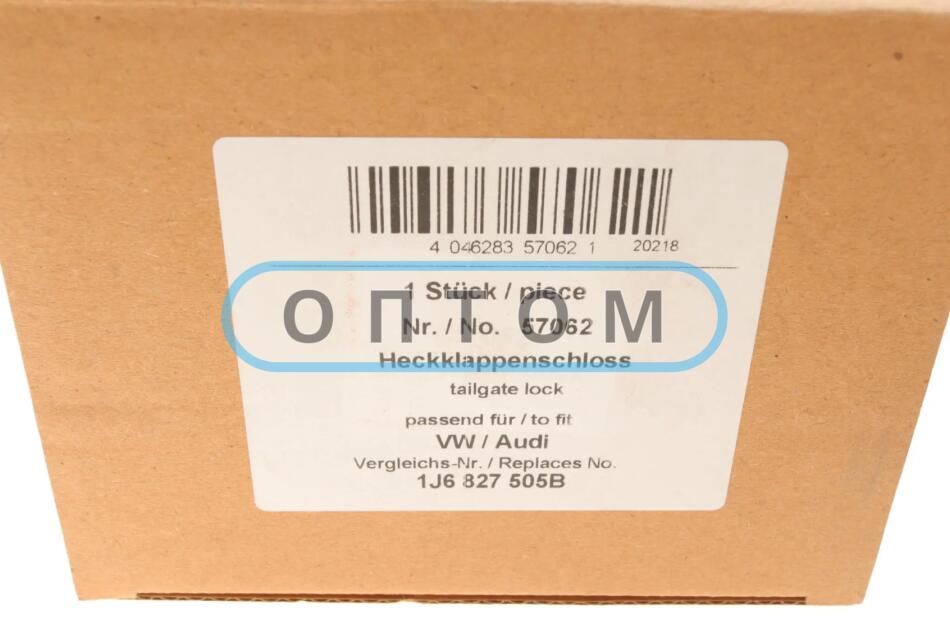 4 046283 57062 1 20218
1 Stück / piece
ОПТОМ
Nr. / No. 57062
Heckklappenschloss
tailgate lock
passend für / to fit
VW / Audi
Vergleichs-Nr. / Replaces No.
1J6 827 505B